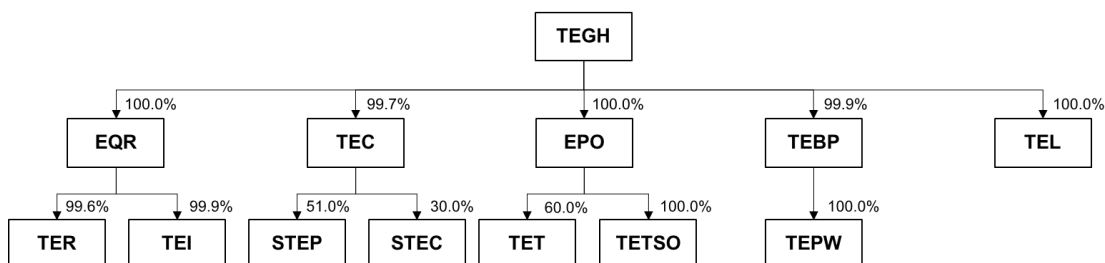 TEGH
100.0% 99.7% 100.0% 99.9% 100.0%
EQR TEC EPO TEBP TEL
99.6% 99.9% 51.0% 30.0% 60.0% 100.0% 100.0%
TER TEI STEP STEC TET TETSO TEPW